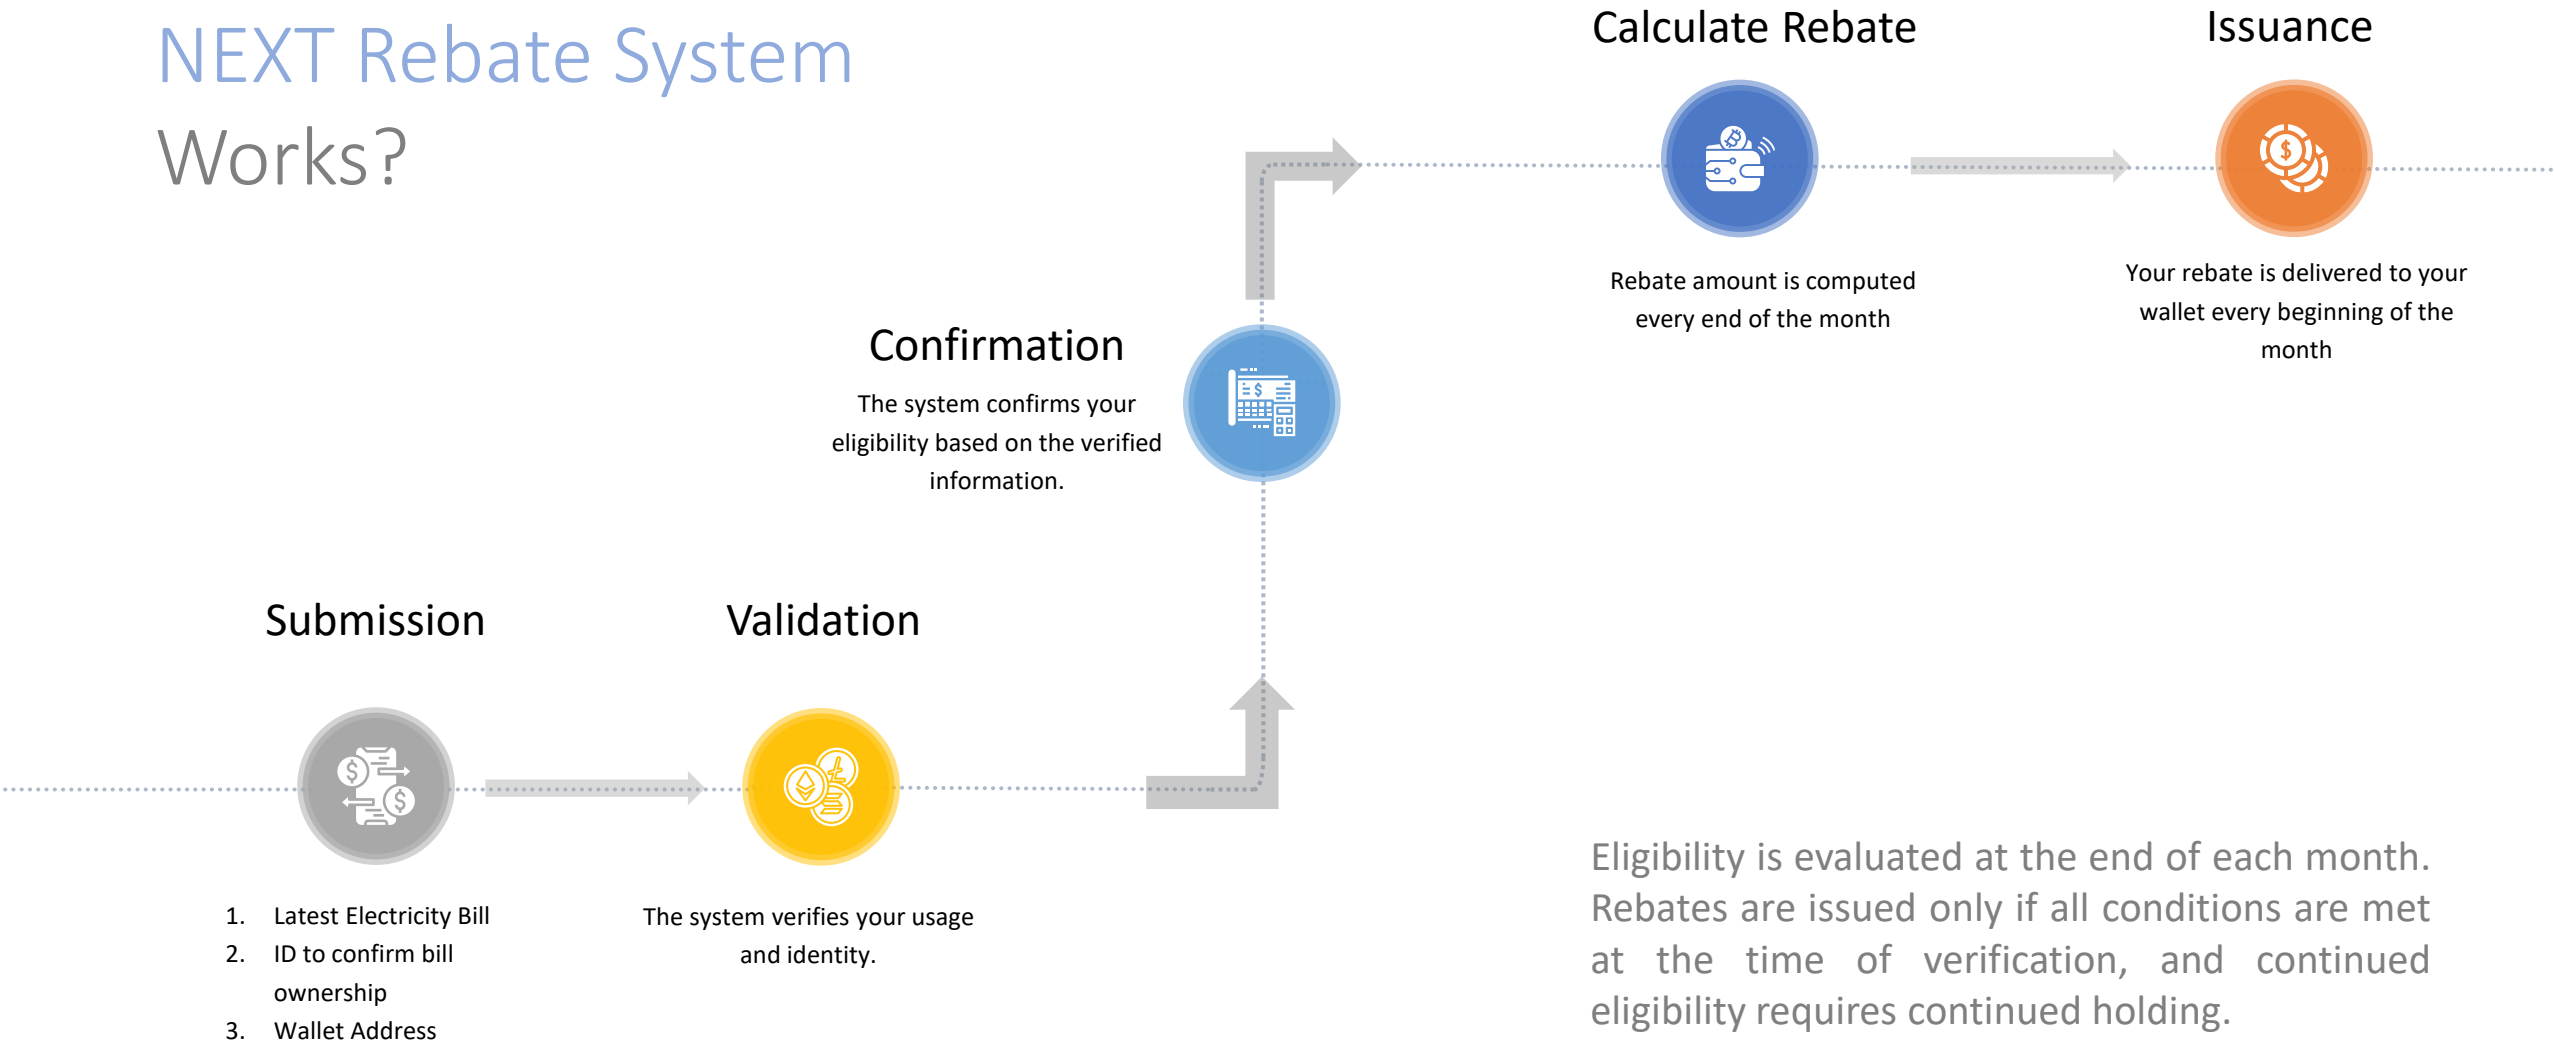 NEXT Rebate System
Works?
Submission
1. Latest Electricity Bill
2. ID to confirm bill
ownership
3. Wallet Address
Validation
The system verifies your usage
and identity.
Confirmation
The system confirms your
eligibility based on the verified
information.
Calculate Rebate
Rebate amount is computed
every end of the month
Issuance
Your rebate is delivered to your
wallet every beginning of the
month
Eligibility is evaluated at the end of each month.
Rebates are issued only if all conditions are met
at the time of verification, and continued
eligibility requires continued holding.